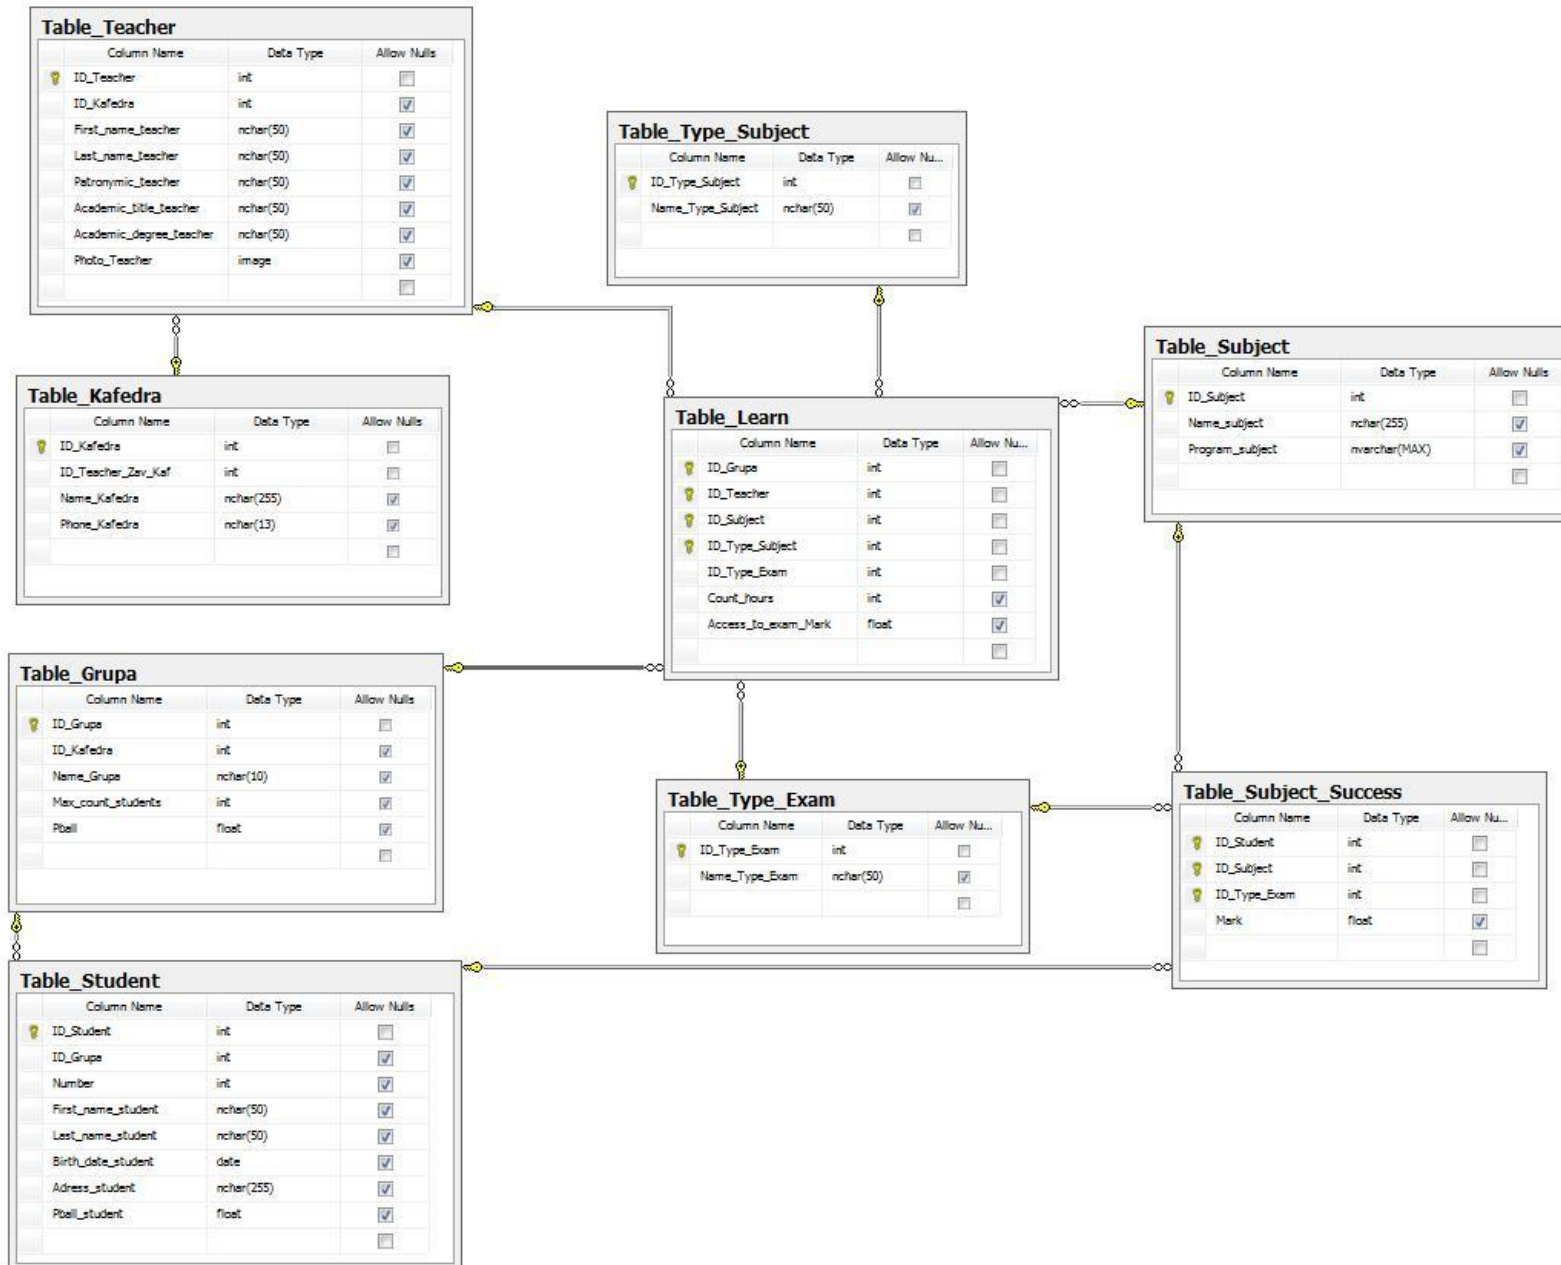 Table_Teacher
Column Name Data Type Allow Nulls
ID_Teacher int
ID_Kafedra int
First_name_teacher nchar(50)
Last_name_teacher nchar(50)
Patronymic_teacher nchar(50)
Academic_title_teacher nchar(50)
Academic_degree_teacher nchar(50)
Photo_Teacher image
Table_Type_Subject
Column Name Data Type Allow Nu...
ID_Type_Subject int
Name_Type_Subject nchar(50)
Table_Subject
Column Name Data Type Allow Nulls
ID_Subject int
Name_subject nchar(255)
Program_subject nvarchar(MAX)
Table_Kafedra
Column Name Data Type Allow Nulls
ID_Kafedra int
ID_Teacher_Zav_Kaf int
Name_Kafedra nchar(255)
Phone_Kafedra nchar(13)
Table_Learn
Column Name Data Type Allow Nu...
ID_Grupa int
ID_Teacher int
ID_Subject int
ID_Type_Subject int
ID_Type_Exam int
Count_hours int
Access_to_exam_Mark float
Table_Grupa
Column Name Data Type Allow Nulls
ID_Grupa int
ID_Kafedra int
Name_Grupa nchar(10)
Max_count_students int
Pball float
Table_Type_Exam
Column Name Data Type Allow Nu...
ID_Type_Exam int
Name_Type_Exam nchar(50)
Table_Subject_Success
Column Name Data Type Allow Nu...
ID_Student int
ID_Subject int
ID_Type_Exam int
Mark float
Table_Student
Column Name Data Type Allow Nulls
ID_Student int
ID_Grupa int
Number int
First_name_student nchar(50)
Last_name_student nchar(50)
Birth_date_student date
Adress_student nchar(255)
Pball_student float